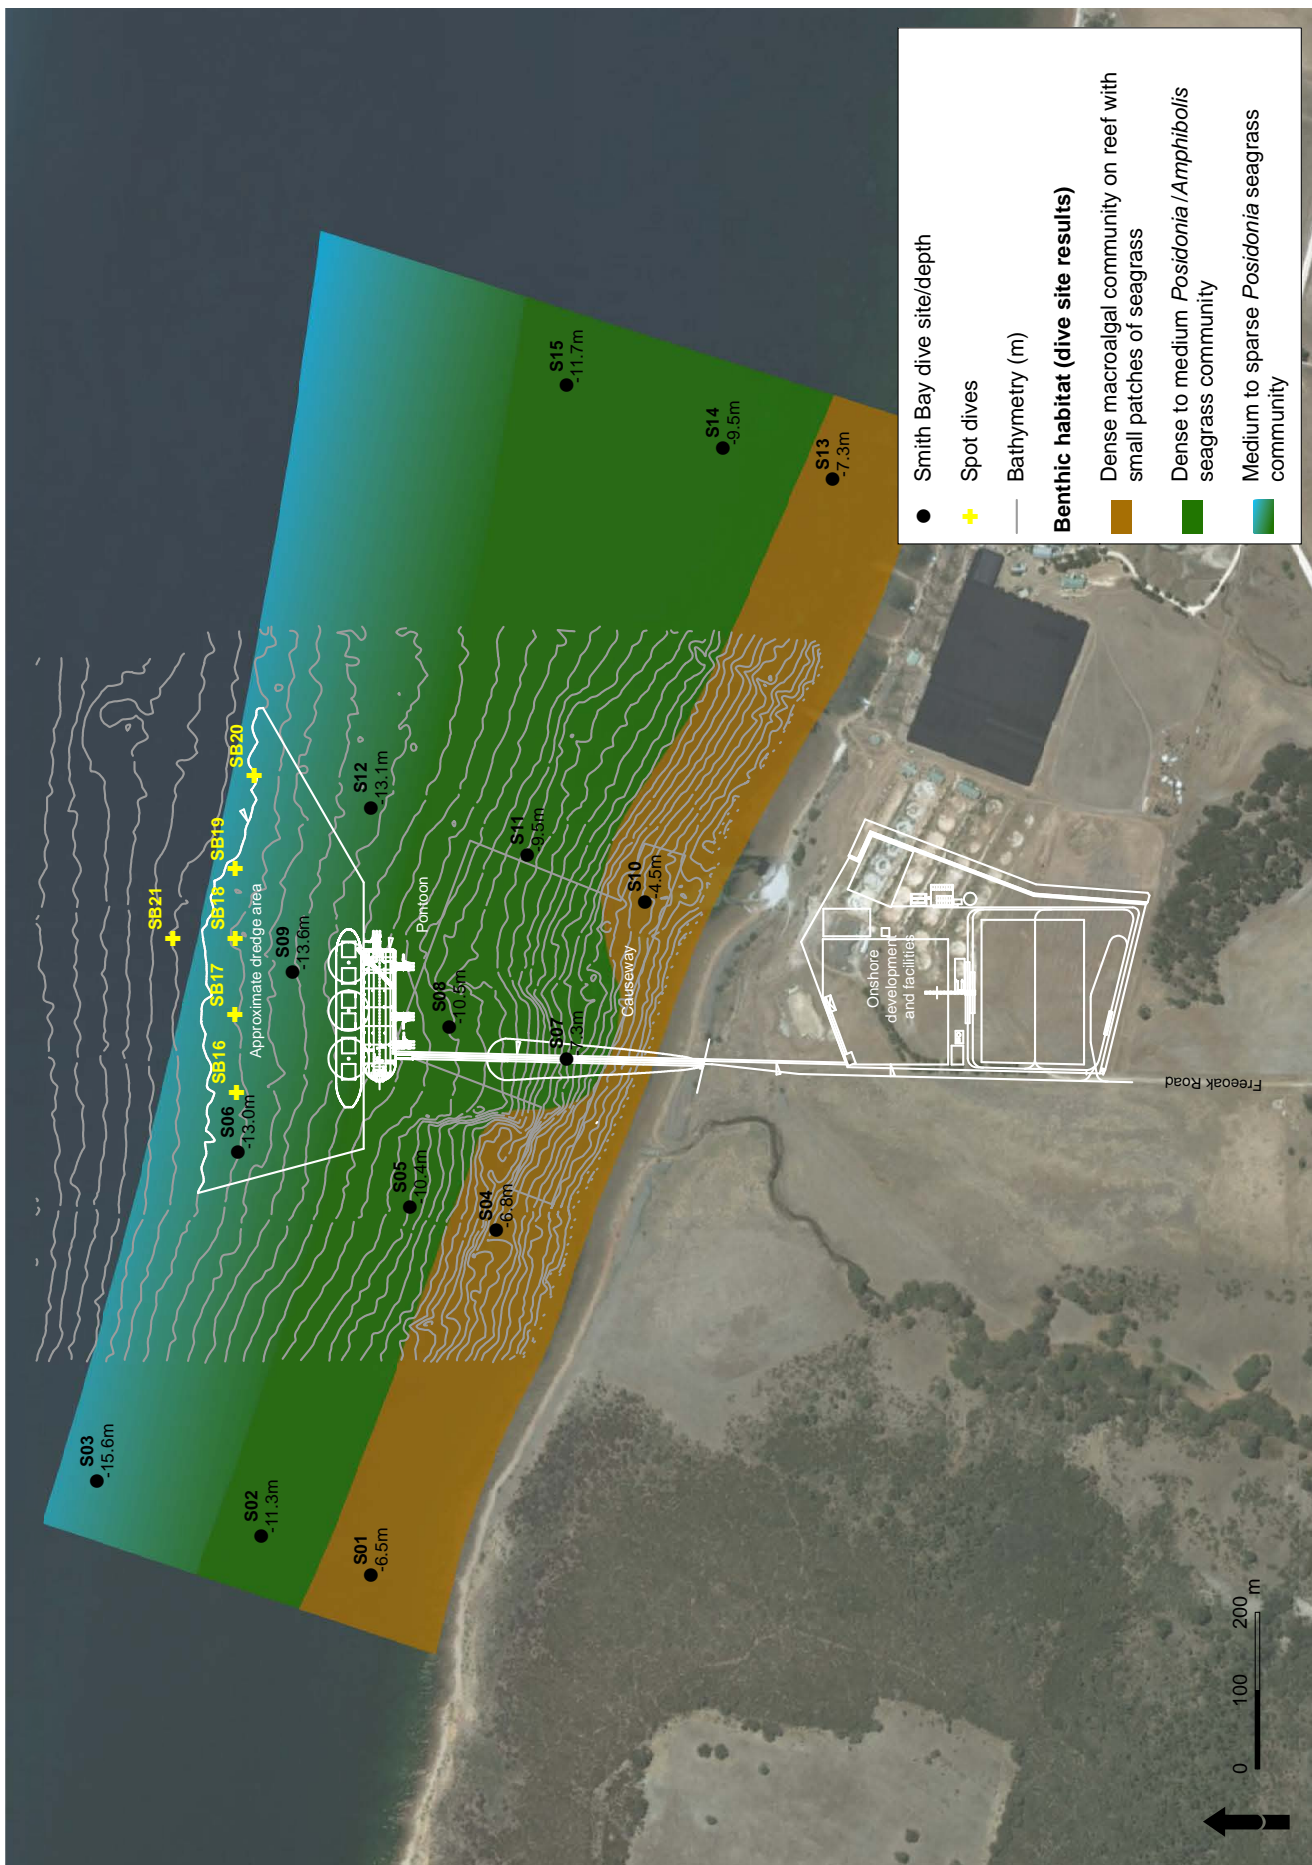 S03
-15.6m
S02
-11.3m
S01
-6.5m
SB21
SB16
SB17
SB18
SB19
SB20
S06
-13.0m
Approximate dredge area
S09
-13.6m
S12
-13.1m
S05
-10.4m
S04
-6.8m
Pontoon
S08
-10.5m
S07
-7.3m
S11
-9.5m
S10
-4.5m
Causeway
S15
-11.7m
S14
-9.5m
S13
-7.3m
Onshore
development
and facilities
Freeoak Road
0 100 200
m
Smith Bay dive site/depth
Spot dives
Bathymetry (m)
Benthic habitat (dive site results)
Dense macroalgal community on reef with
small patches of seagrass
Dense to medium Posidonia / Amphibolis
seagrass community
Medium to sparse Posidonia seagrass
community